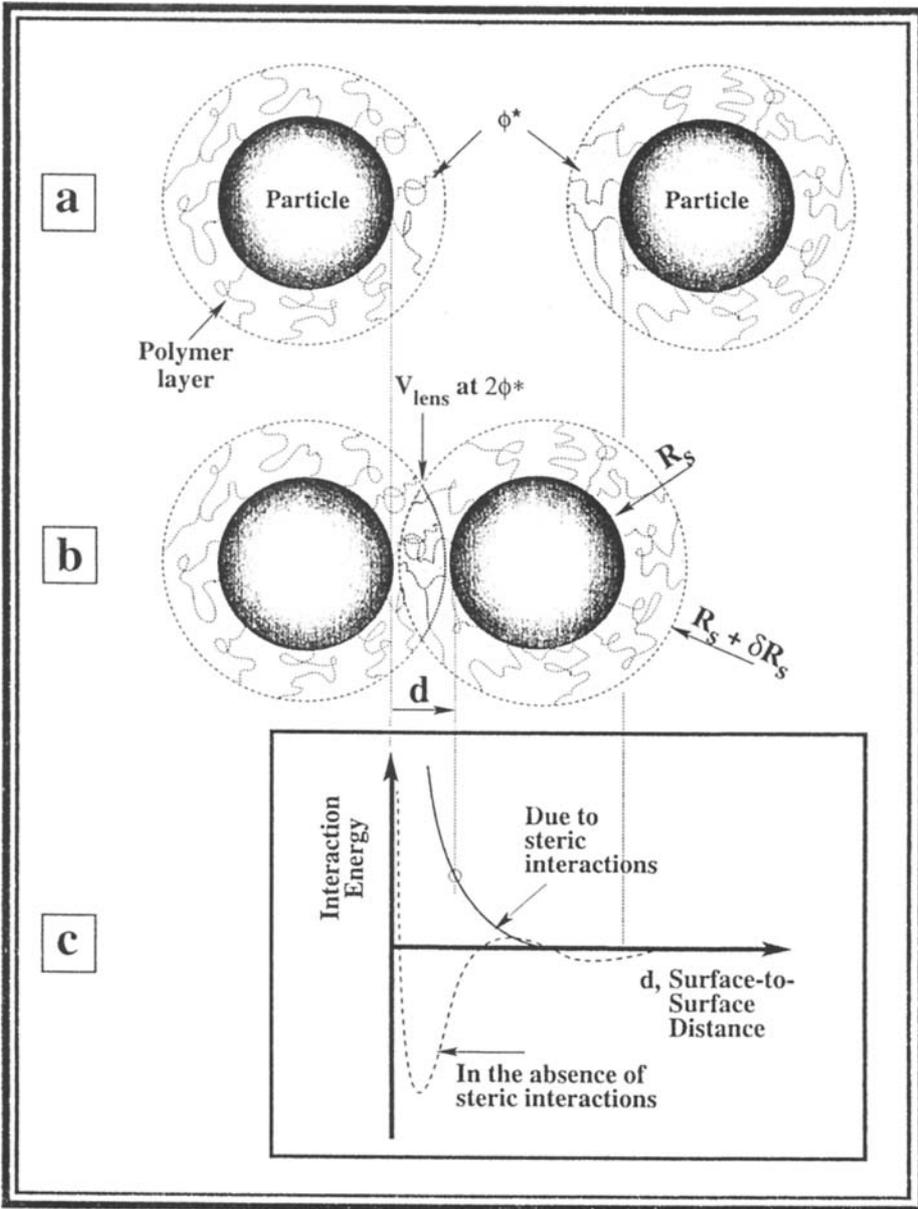 ϕ*
a
Particle
Particle
Polymer
layer
V_lens at 2ϕ*
R_s
b
R_s + δR_s
d
Interaction
Energy
Due to
steric
interactions
c
d, Surface-to-
Surface
Distance
In the absence of
steric interactions